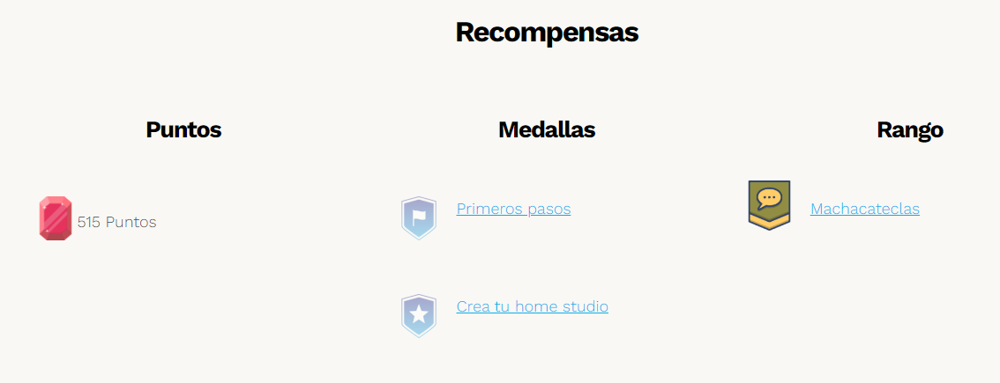 Recompensas
Puntos
Medallas
Rango
515 Puntos
Primeros pasos
Machacateclas
Crea tu home studio